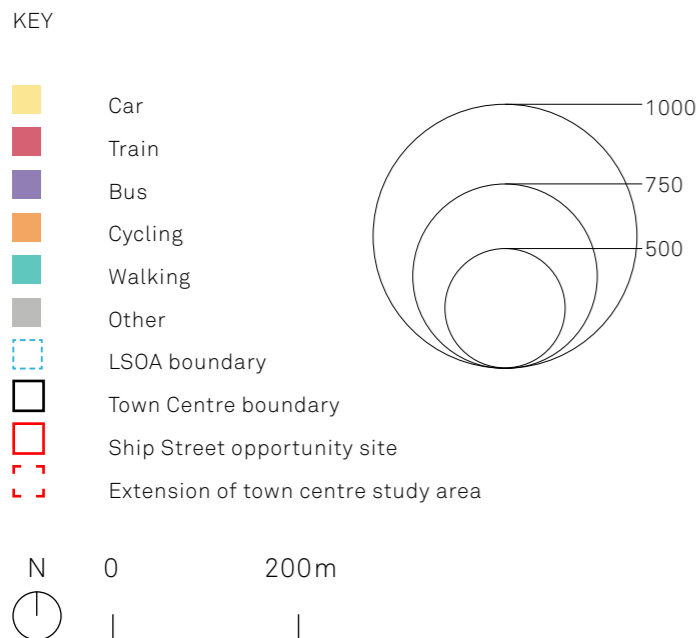 KEY
Car
Train
Bus
Cycling
Walking
Other
LSOA boundary
Town Centre boundary
Ship Street opportunity site
Extension of town centre study area
1000
750
500
N 0 200m